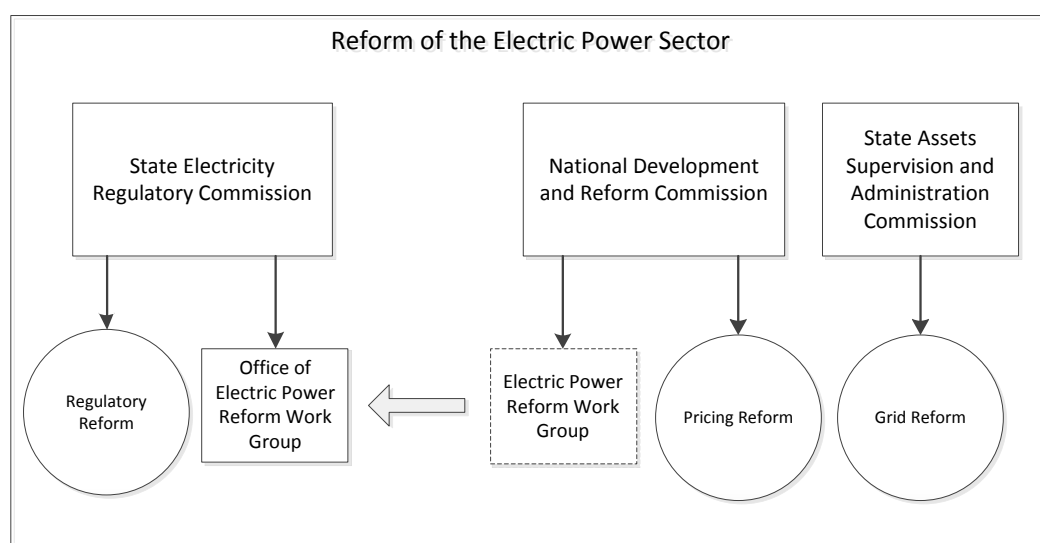 Reform of the Electric Power Sector
State Electricity
Regulatory Commission
National Development
and Reform Commission
State Assets
Supervision and
Administration
Commission
Regulatory
Reform
Office of
Electric Power
Reform Work
Group
Electric Power
Reform Work
Group
Pricing Reform
Grid Reform